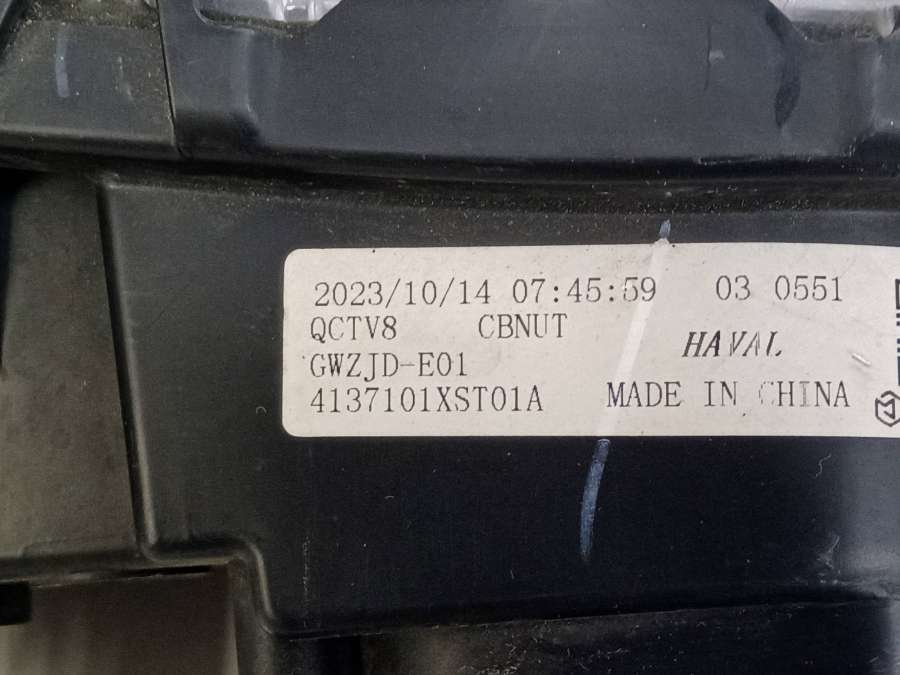 2023/10/14 07:45:59 03 0551
QCTV8 CBNUT
HAVAL
GWZJD-E01
4137101XST01A MADE IN CHINA